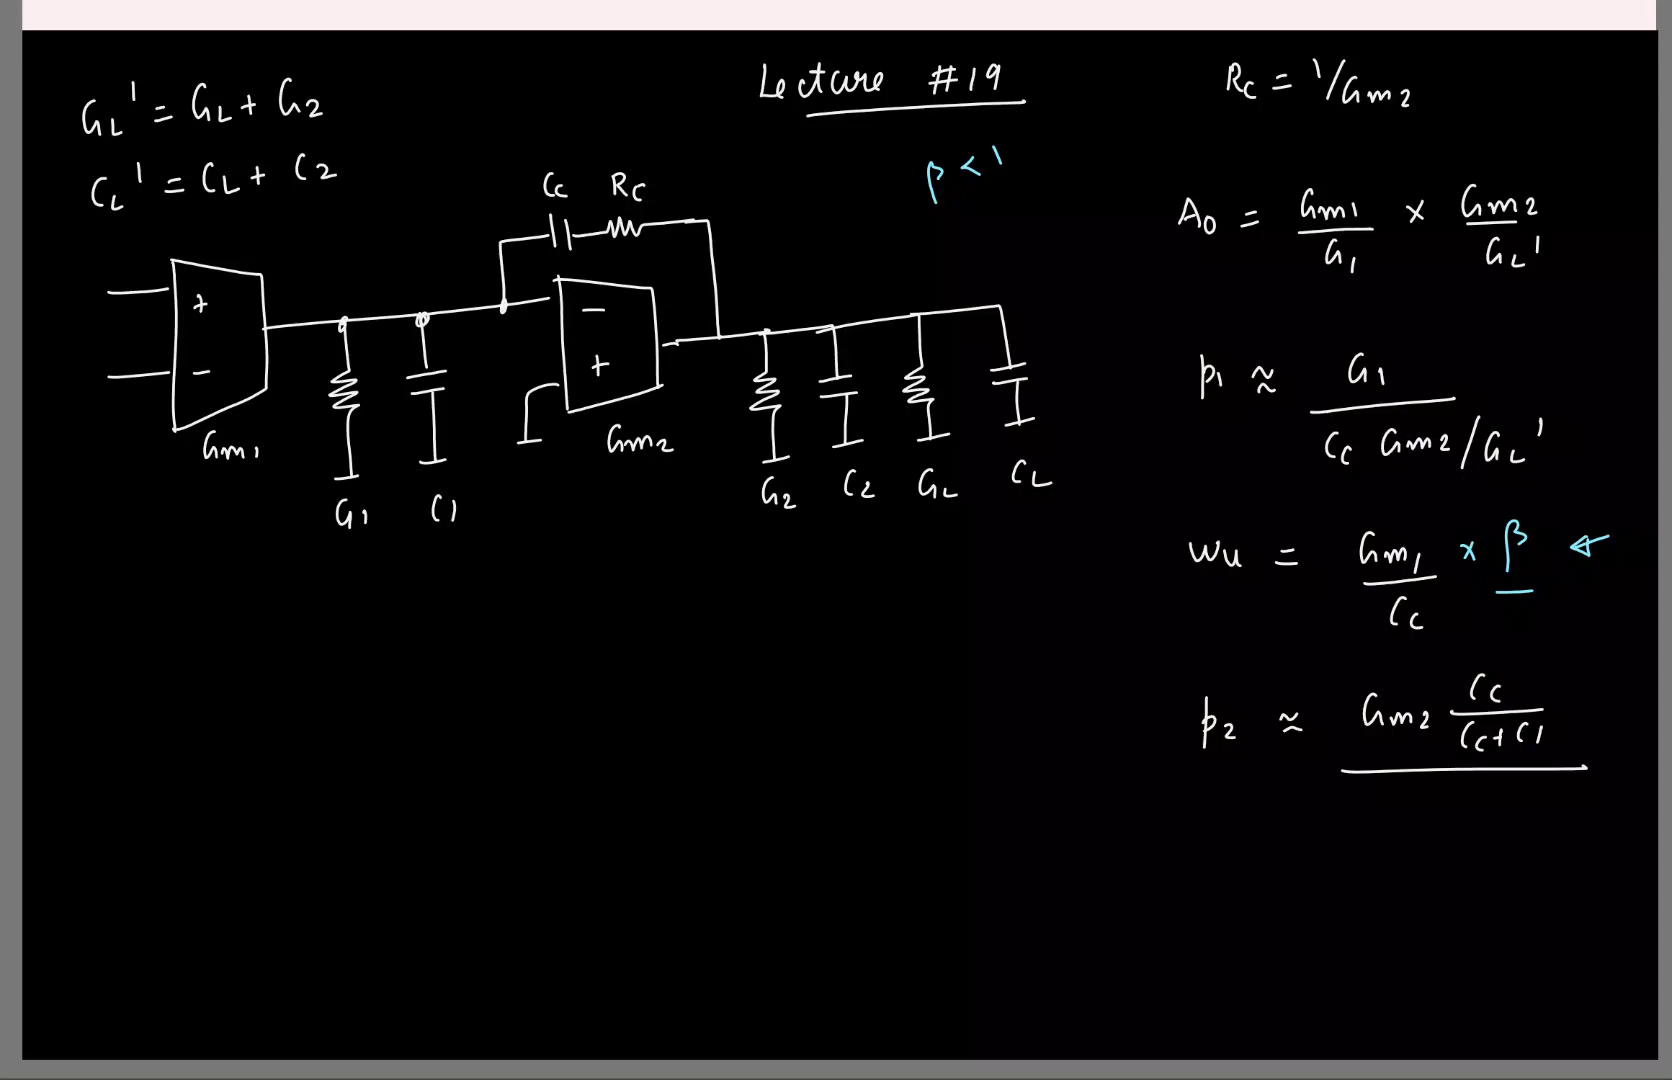 Lecture #19
GL' = GL + G2
CL' = CL + C2
Cc Rc
+
-
Gm1
G1 C1
-
+
Gm2
G2 C2 GL CL
β < 1
Rc = 1/Gm2
A0 = Gm1/G1 x Gm2/GL'
p1 ≈ G1/Cc Gm2/GL'
wu = Gm1/Cc x β
p2 ≈ Gm2 Cc/Cc+C1